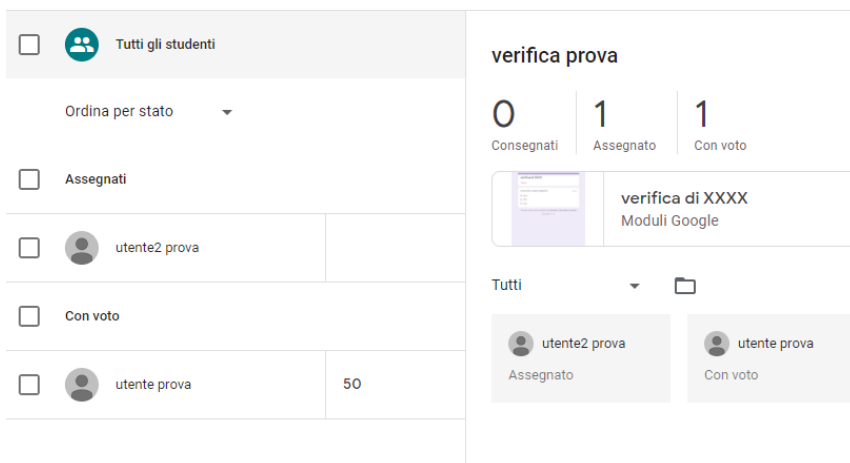 Tutti gli studenti
Ordina per stato
Assegnati
utente2 prova
Con voto
utente prova
50
verifica prova
0
1
1
Consegnati
Assegnato
Con voto
verifica di XXXX
Moduli Google
Tutti
utente2 prova
Assegnato
utente prova
Con voto